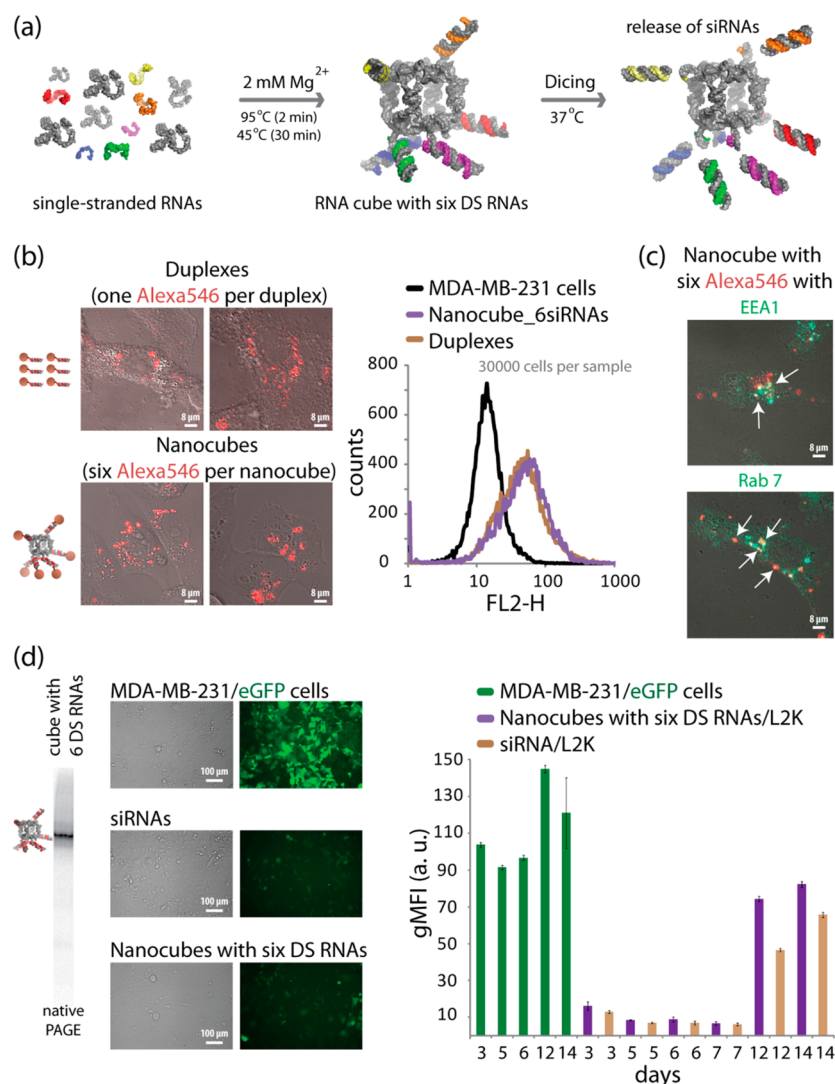 (a)
2 mM Mg2+
95°C (2 min)
45°C (30 min)
Dicing
37°C
release of siRNAs
single-stranded RNAs
RNA cube with six DS RNAs
(b)
Duplexes
(one Alexa546 per duplex)
8 µm
8 µm
Nanocubes
(six Alexa546 per nanocube)
8 µm
8 µm
MDA-MB-231 cells
Nanocube_6siRNAs
Duplexes
30000 cells per sample
counts
800
600
400
200
0
1 10 100 1000
FL2-H
(c)
Nanocube with
six Alexa546 with
EEA1
8 µm
Rab 7
8 µm
(d)
cube with
6 DS RNAs
native
PAGE
MDA-MB-231/eGFP cells
100 µm
siRNAs
100 µm
Nanocubes with six DS RNAs
100 µm
MDA-MB-231/eGFP cells
Nanocubes with six DS RNAs/L2K
siRNA/L2K
gMFI (a. u.)
150
130
110
90
70
50
30
10
3 5 6 12 14 3 3 5 5 6 6 7 7 12 12 14 14
days